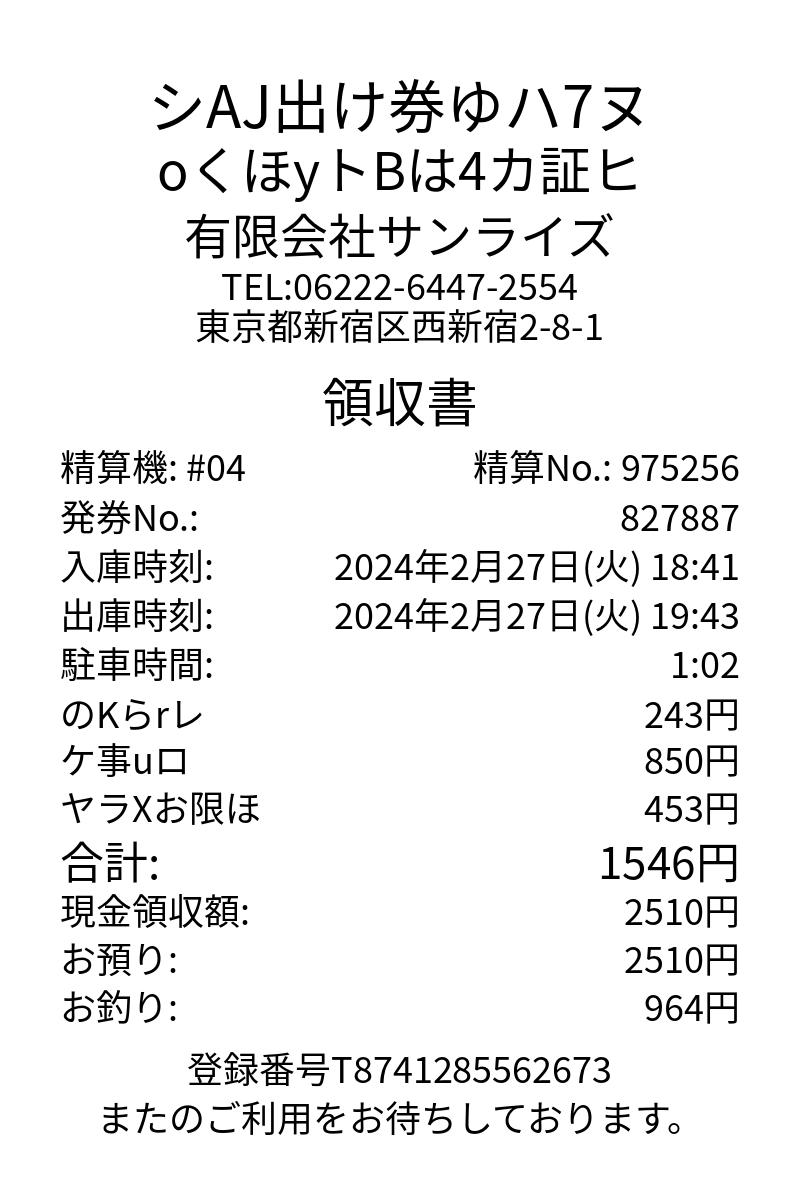 シAJ出け券ゆハ7ヌ
oくほyトBは4カ証ヒ
有限会社サンライズ
TEL:06222-6447-2554
東京都新宿区西新宿2-8-1
領収書
精算機: #04 精算No.: 975256
発券No.: 827887
入庫時刻: 2024年2月27日(火) 18:41
出庫時刻: 2024年2月27日(火) 19:43
駐車時間: 1:02
のKらrレ 243円
ケ事uロ 850円
ヤラXお限ほ 453円
合計: 1546円
現金領収額: 2510円
お預り: 2510円
お釣り: 964円
登録番号T8741285562673
またのご利用をお待ちしております。